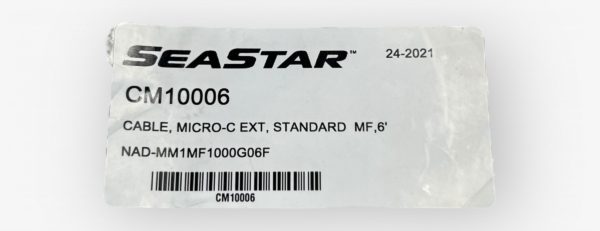 SEASTAR™ 24-2021
CM10006
CABLE, MICRO-C EXT, STANDARD MF,6'
NAD-MM1MF1000G06F
CM10006